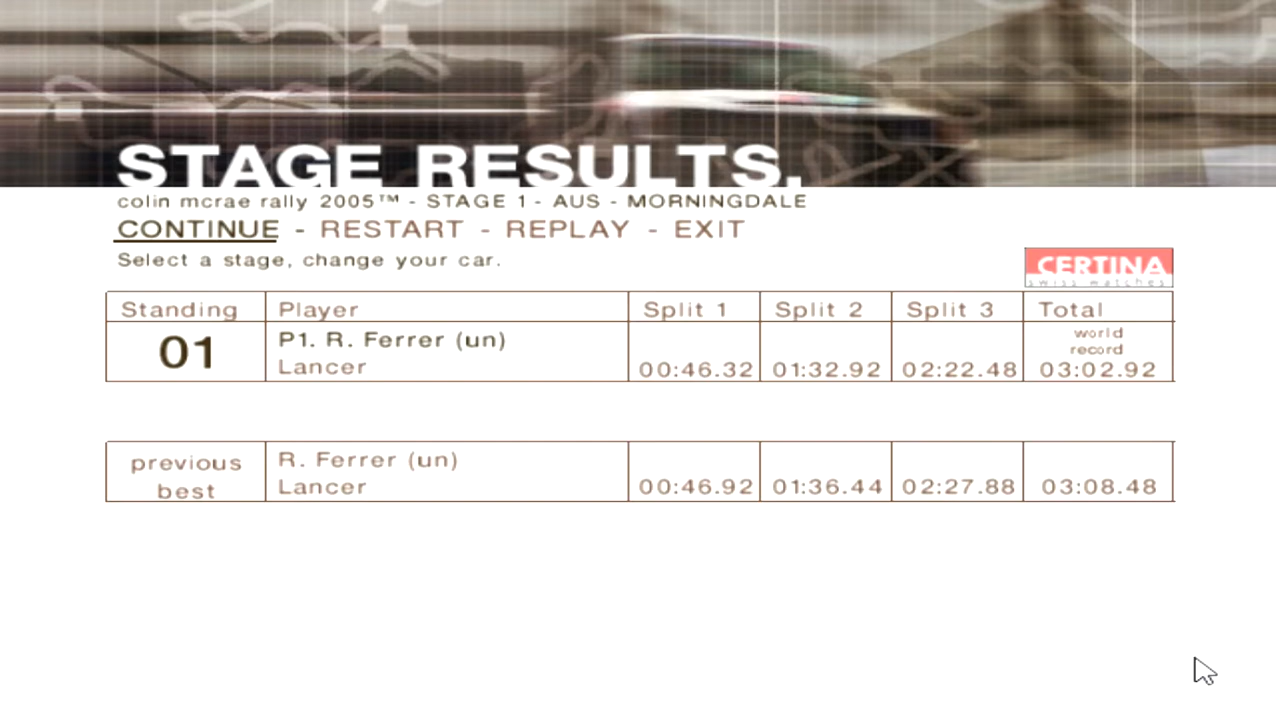 STAGE RESULTS.
colin mcrae rally 2005™ - STAGE 1 - AUS - MORNINGDALE
CONTINUE - RESTART - REPLAY - EXIT
Select a stage, change your car.
CERTINA
swiss watches
Standing Player Split 1 Split 2 Split 3 Total
01 P1. R. Ferrer (un) world record
Lancer 00:46.32 01:32.92 02:22.48 03:02.92
previous best R. Ferrer (un)
Lancer 00:46.92 01:36.44 02:27.88 03:08.48